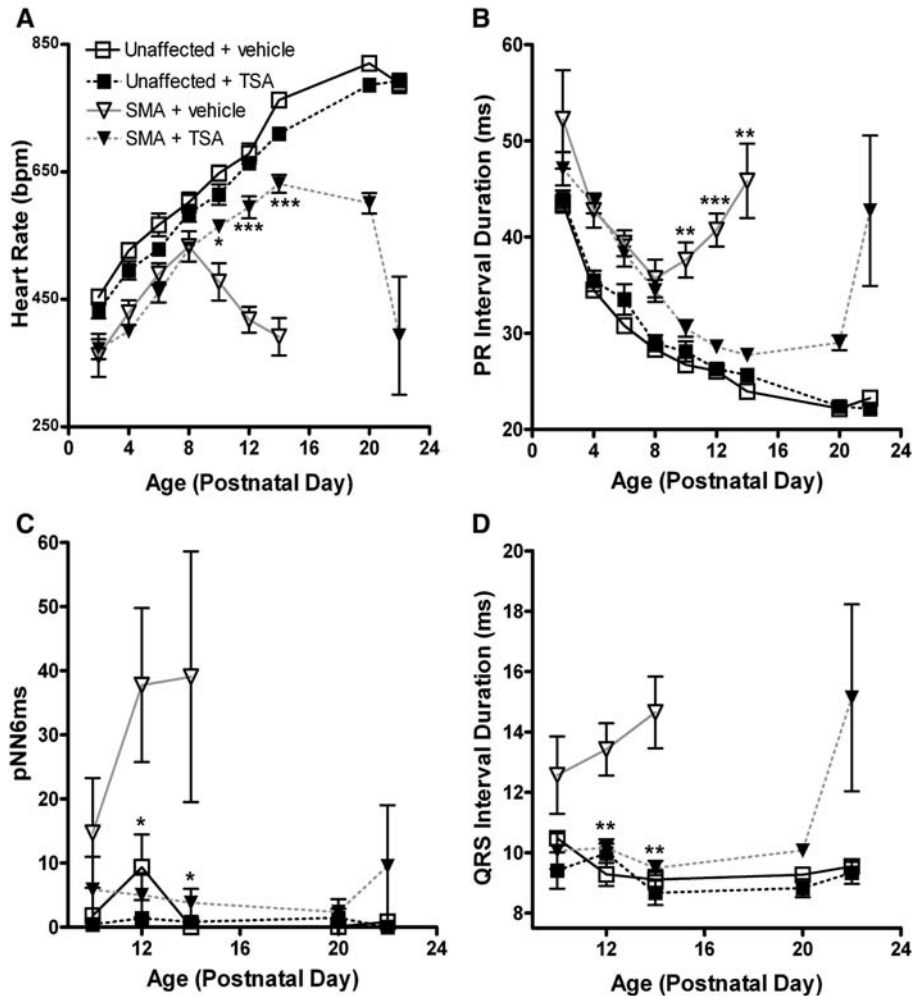 A
Heart Rate (bpm)
850
650
450
250
Unaffected + vehicle
Unaffected + TSA
SMA + vehicle
SMA + TSA
*
***
***
0 4 8 12 16 20 24
Age (Postnatal Day)
B
PR Interval Duration (ms)
60
50
40
30
20
**
***
**
0 4 8 12 16 20 24
Age (Postnatal Day)
C
pNN6ms
60
50
40
30
20
10
0
*
*
12 16 20 24
Age (Postnatal Day)
D
QRS Interval Duration (ms)
20
18
16
14
12
10
8
**
**
12 16 20 24
Age (Postnatal Day)